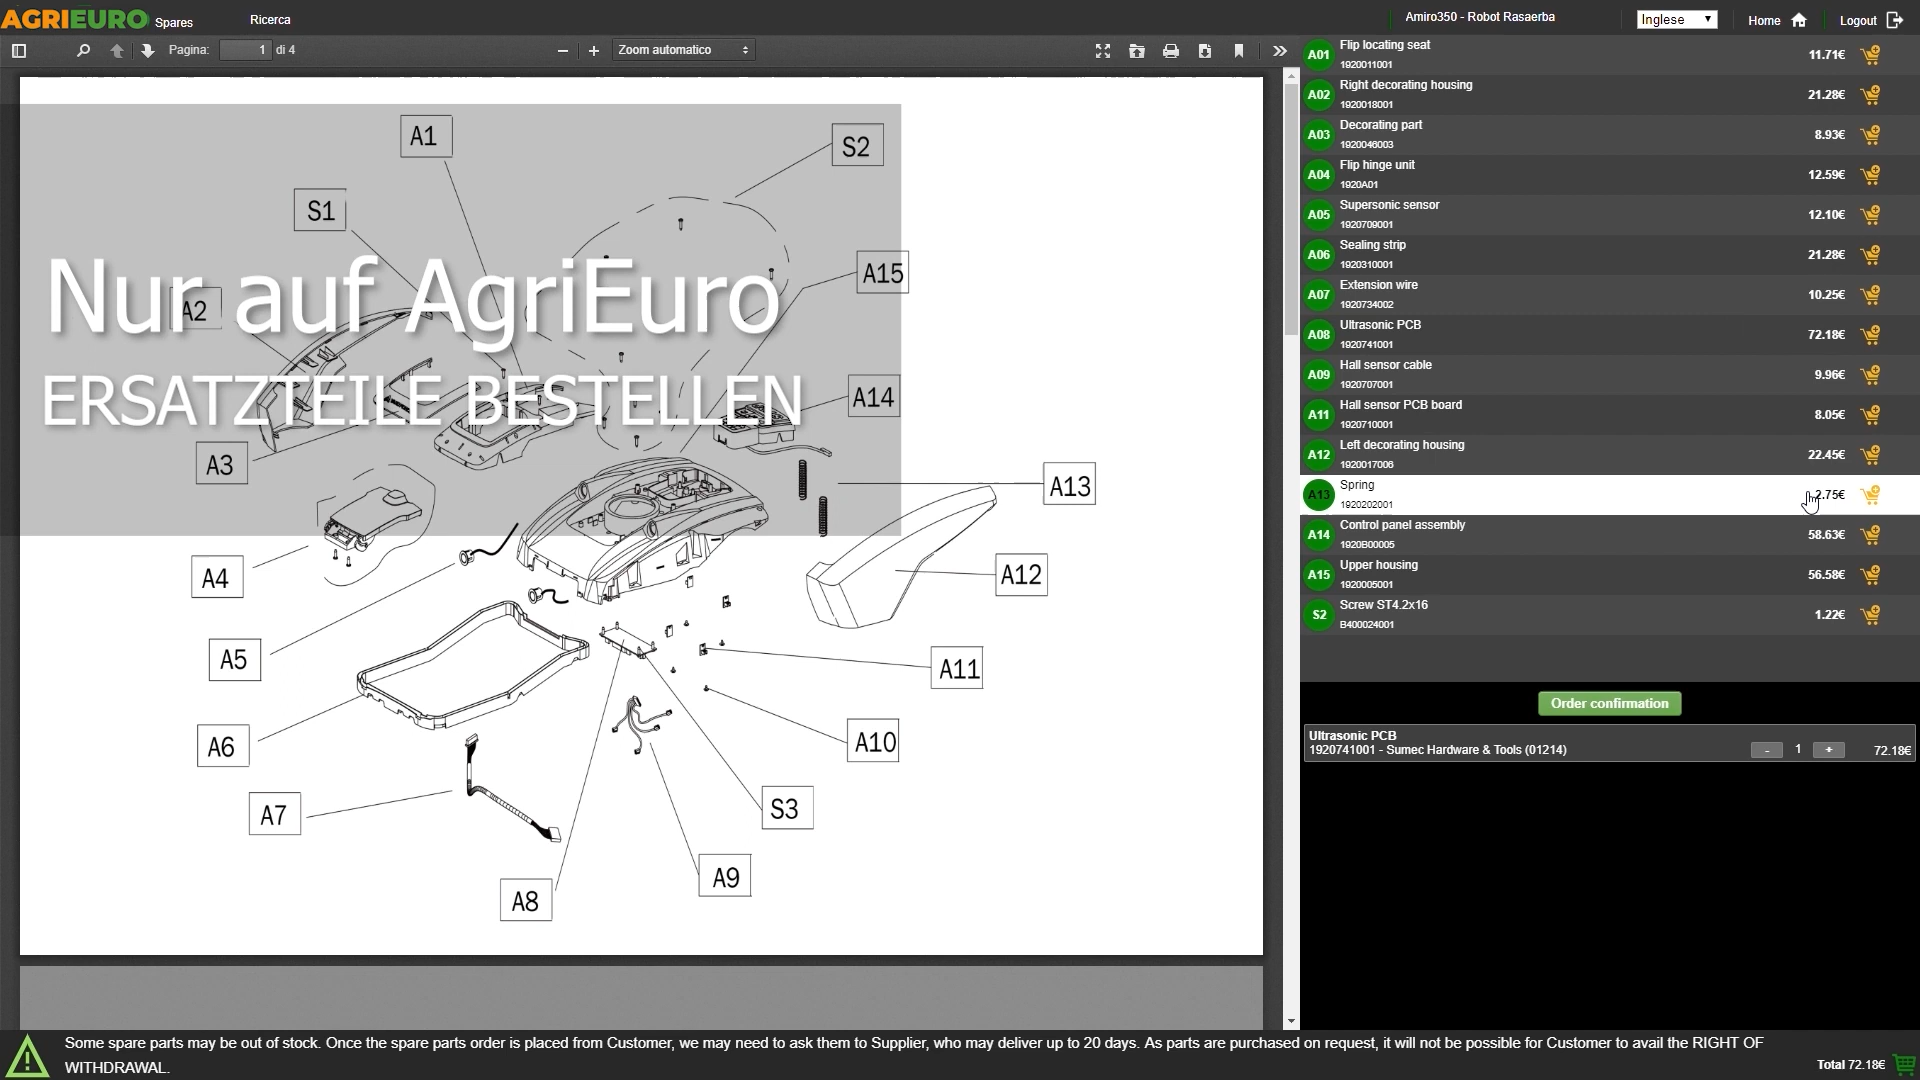 AGRIEURO Spares
Ricerca
Amiro350 - Robot Rasaerba
Inglese
Home
Logout
Pagina: 1 di 4
Zoom automatico
A1
S2
S1
A15
A2
Nur auf AgriEuro
ERSATZTEILE BESTELLEN
A14
A3
A13
A4
A12
A5
A11
A6
A10
A7
S3
A9
A8
A01 Flip locating seat 11.71€
1920011001
A02 Right decorating housing 21.28€
1920018001
A03 Decorating part 8.93€
1920046003
A04 Flip hinge unit 12.59€
1920A01
A05 Supersonic sensor 12.10€
1920709001
A06 Sealing strip 21.28€
1920310001
A07 Extension wire 10.25€
1920734002
A08 Ultrasonic PCB 72.18€
1920741001
A09 Hall sensor cable 9.96€
1920707001
A11 Hall sensor PCB board 8.05€
1920710001
A12 Left decorating housing 22.45€
1920017006
A13 Spring 2.75€
1920202001
A14 Control panel assembly 58.63€
1920B00005
A15 Upper housing 56.58€
1920005001
S2 Screw ST4.2x16 1.22€
B400024001
Order confirmation
Ultrasonic PCB
1920741001 - Sumec Hardware & Tools (01214) - 1 + 72.18€
Some spare parts may be out of stock. Once the spare parts order is placed from Customer, we may need to ask them to Supplier, who may deliver up to 20 days. As parts are purchased on request, it will not be possible for Customer to avail the RIGHT OF
WITHDRAWAL.
Total 72.18€